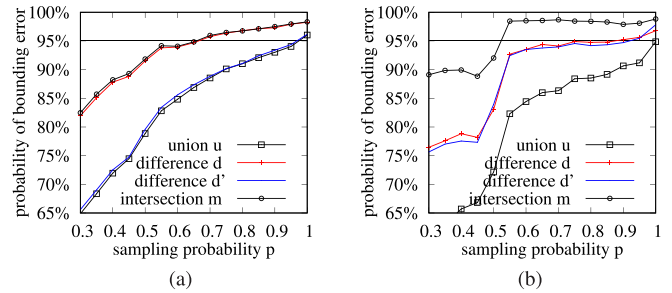 probability of bounding error
100%
95%
90%
85%
80%
75%
70%
65%
union u
difference d
difference d'
intersection m
0.3 0.4 0.5 0.6 0.7 0.8 0.9 1
sampling probability p
(a)
probability of bounding error
100%
95%
90%
85%
80%
75%
70%
65%
union u
difference d
difference d'
intersection m
0.3 0.4 0.5 0.6 0.7 0.8 0.9 1
sampling probability p
(b)